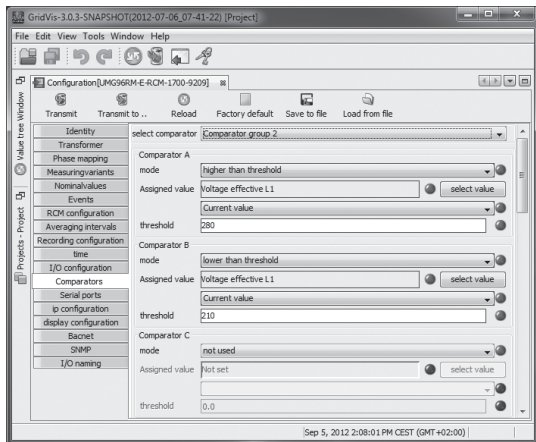 GridVis-3.0.3-SNAPSHOT(2012-07-06_07-41-22) [Project]
File Edit View Tools Window Help
Configuration[UMG96RM-E-RCM-1700-9209]
Transmit Transmit to .. Reload Factory default Save to file Load from file
Value tree Window
Projects - Project
Identity
Transformer
Phase mapping
Measuringvariants
Nominalvalues
Events
RCM configuration
Averaging intervals
Recording configuration
time
I/O configuration
Comparators
Serial ports
ip configuration
display configuration
Bacnet
SNMP
I/O naming
select comparator Comparator group 2
Comparator A
mode higher than threshold
Assigned value Voltage effective L1 select value
Current value
threshold 280
Comparator B
mode lower than threshold
Assigned value Voltage effective L1 select value
Current value
threshold 210
Comparator C
mode not used
Assigned value Not set select value
threshold 0.0
Sep 5, 2012 2:08:01 PM CEST (GMT+02:00)